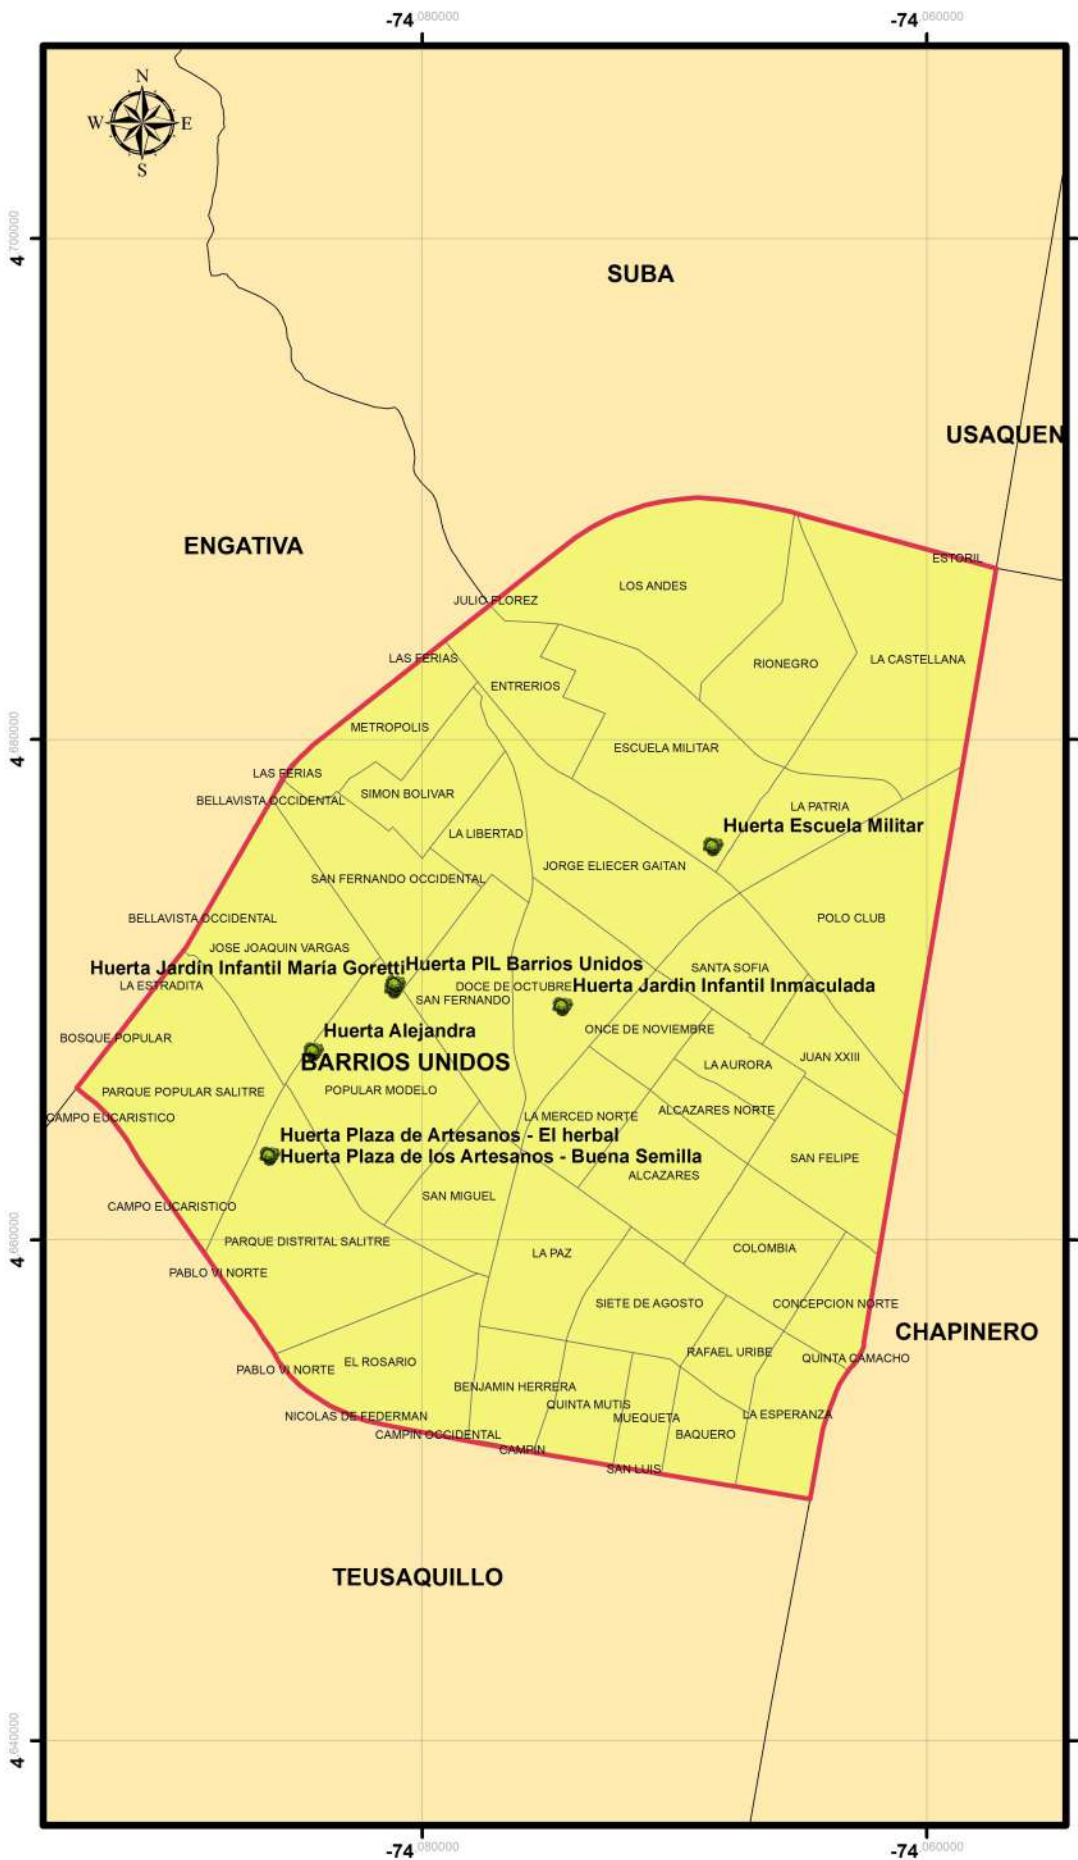 -74.080000 -74.060000
N
W E
S
4.700000
SUBA
USAQUEN
ENGATIVA
ESTORIL
LOS ANDES
JULIO FLOREZ
LAS FERIAS
RIONEGRO
LA CASTELLANA
ENTRERIOS
METROPOLIS
4.680000
ESCUELA MILITAR
LAS FERIAS
SIMON BOLIVAR
BELLAVISTA OCCIDENTAL
LA PATRIA
Huerta Escuela Militar
LA LIBERTAD
JORGE ELIECER GAITAN
SAN FERNANDO OCCIDENTAL
BELLAVISTA OCCIDENTAL
POLO CLUB
JOSE JOAQUIN VARGAS
Huerta Jardin Infantil María Goretti
Huerta PIL Barrios Unidos
SANTA SOFIA
LA ESTRADITA
DOCE DE OCTUBRE
Huerta Jardin Infantil Inmaculada
SAN FERNANDO
Huerta Alejandra
ONCE DE NOVIEMBRE
BOSQUE POPULAR
BARRIOS UNIDOS
LA AURORA
JUAN XXIII
PARQUE POPULAR SALITRE
POPULAR MODELO
CAMPO EUCARISTICO
LA MERCED NORTE
ALCAZARES NORTE
Huerta Plaza de Artesanos - El herbal
Huerta Plaza de los Artesanos - Buena Semilla
SAN FELIPE
ALCAZARES
SAN MIGUEL
CAMPO EUCARISTICO
4.660000
PARQUE DISTRITAL SALITRE
LA PAZ
COLOMBIA
PABLO VI NORTE
SIETE DE AGOSTO
CONCEPCION NORTE
CHAPINERO
RAFAEL URIBE
QUINTA CAMACHO
EL ROSARIO
PABLO VI NORTE
BENJAMIN HERRERA
QUINTA MUTIS
NICOLAS DE FEDERMAN
MUEQUETA
LA ESPERANZA
CAMPIN OCCIDENTAL
BAQUERO
CAMPIN
SAN LUIS
TEUSAQUILLO
4.640000
-74.080000 -74.060000